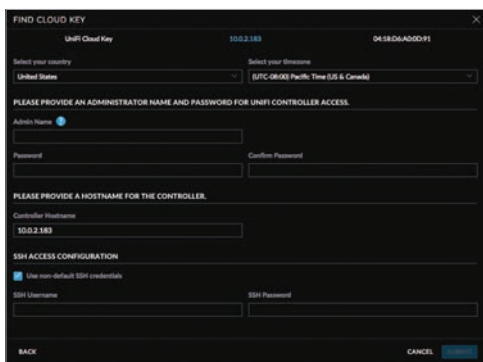 FIND CLOUD KEY
UniFi Cloud Key 10.0.2.183 04:18:D6:A0:0D:91
Select your country Select your timezone
United States (UTC-08:00) Pacific Time (US & Canada)
PLEASE PROVIDE AN ADMINISTRATOR NAME AND PASSWORD FOR UNIFI CONTROLLER ACCESS.
Admin Name ?
Password Confirm Password
PLEASE PROVIDE A HOSTNAME FOR THE CONTROLLER.
Controller Hostname
10.0.2.183
SSH ACCESS CONFIGURATION
Use non-default SSH credentials
SSH Username SSH Password
BACK CANCEL SUBMIT